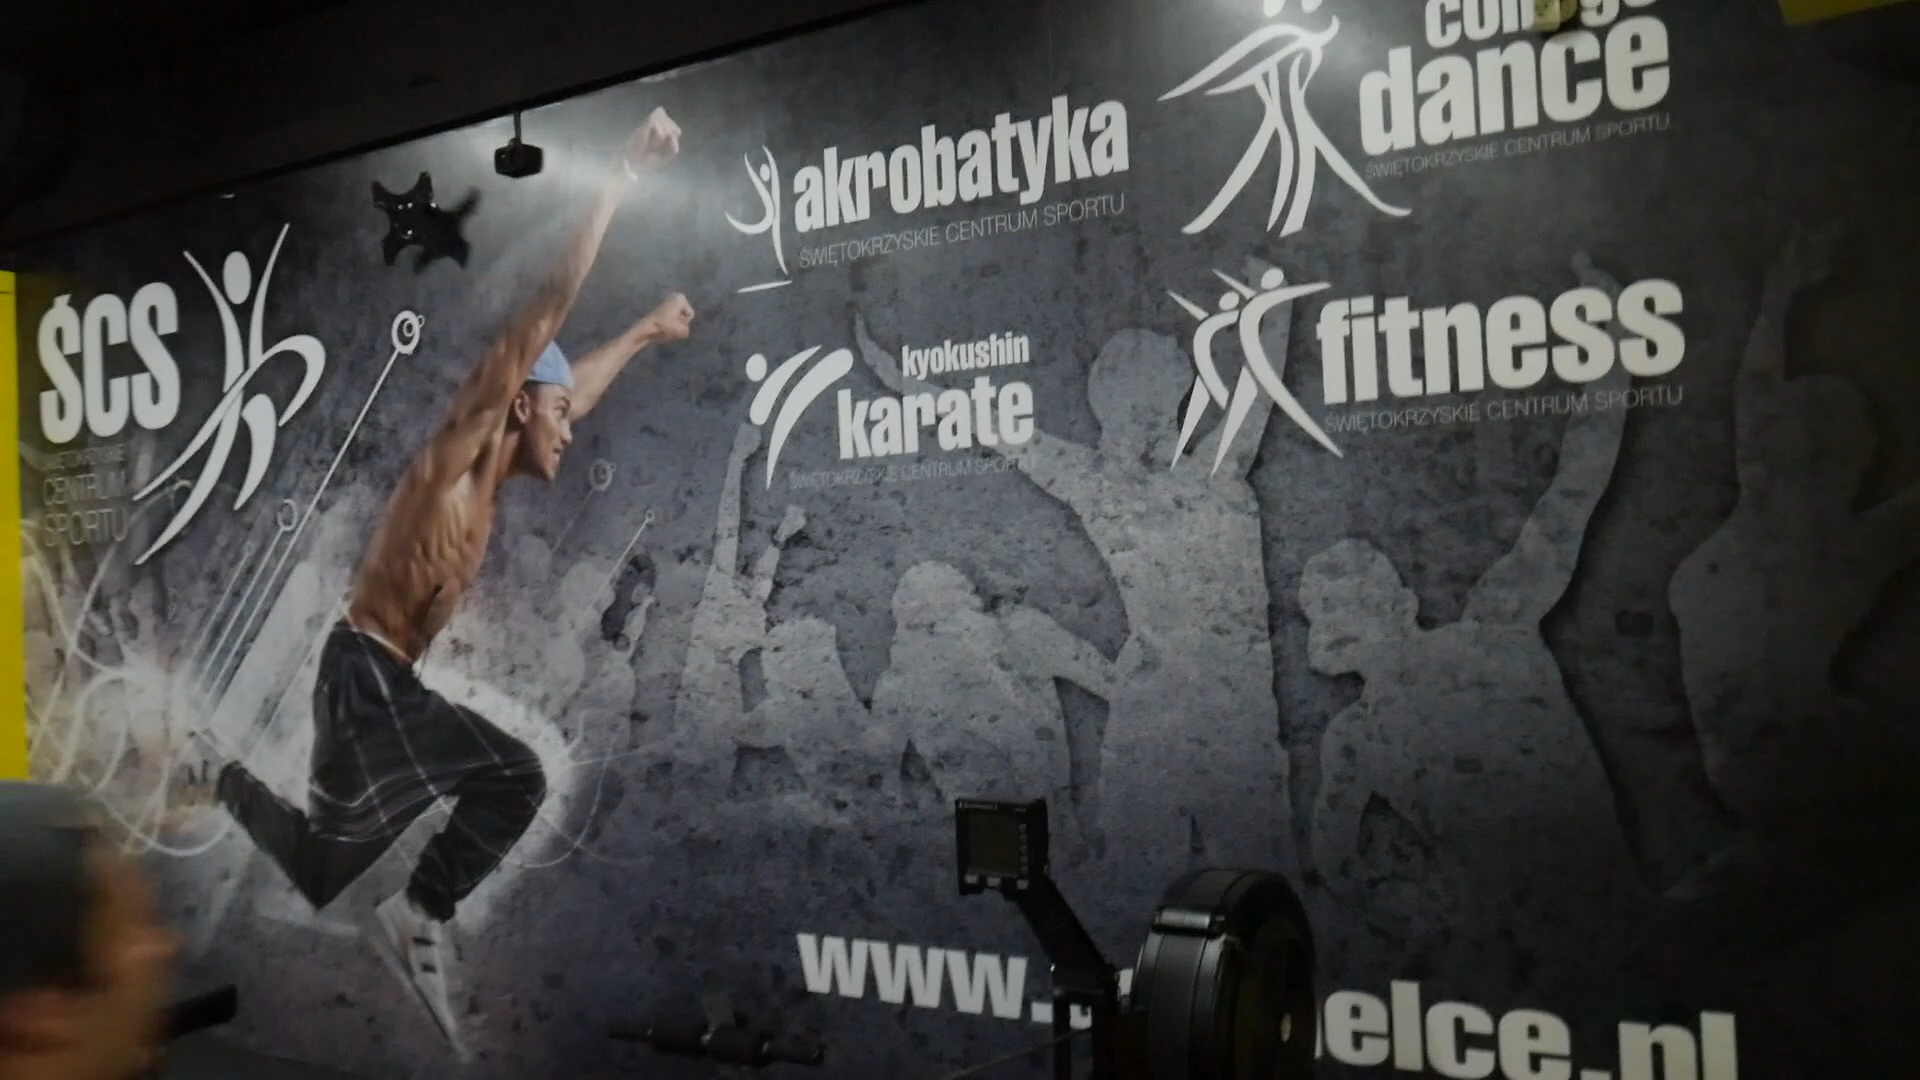 ŚCS
ŚWIĘTOKRZYSKIE
CENTRUM
SPORTU
akrobatyka
ŚWIĘTOKRZYSKIE CENTRUM SPORTU
dance
ŚWIĘTOKRZYSKIE CENTRUM SPORTU
kyokushin
karate
ŚWIĘTOKRZYSKIE CENTRUM SPORTU
fitness
ŚWIĘTOKRZYSKIE CENTRUM SPORTU
www.
elce.pl